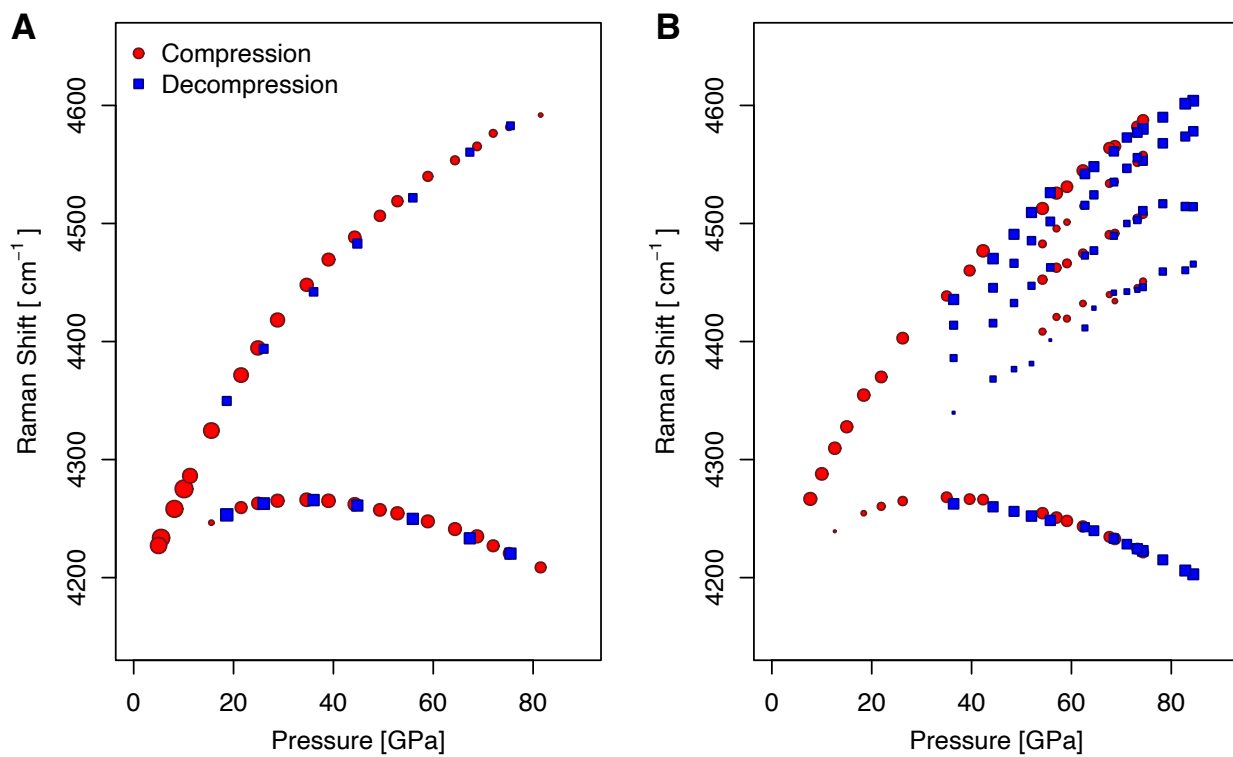 A
Compression
Decompression
Raman Shift [ cm⁻¹ ]
4200
4300
4400
4500
4600
0
20
40
60
80
Pressure [GPa]
B
Raman Shift [ cm⁻¹ ]
4200
4300
4400
4500
4600
0
20
40
60
80
Pressure [GPa]